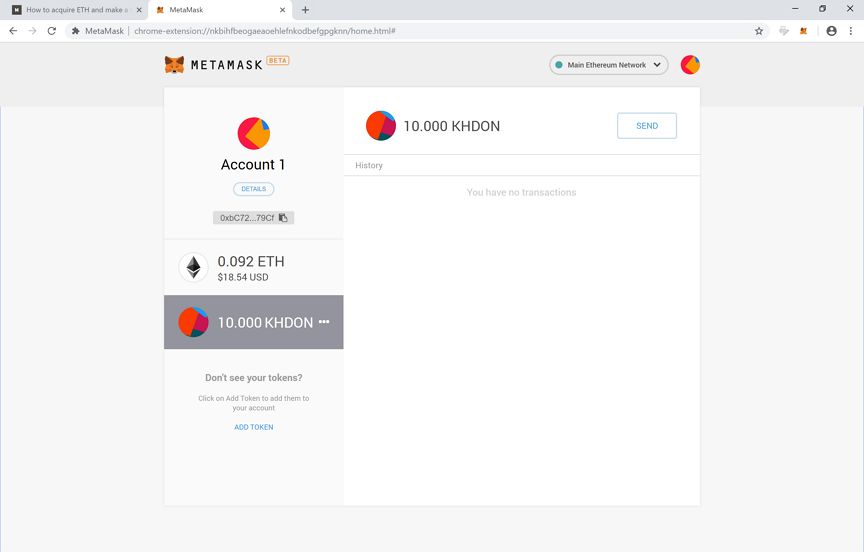 How to acquire ETH and make a
MetaMask
MetaMask
chrome-extension://nkbihfbeogaeaoehlefnkodbefgpgknn/home.html#
METAMASK BETA
Main Ethereum Network
Account 1
DETAILS
0xbC72...79Cf
0.092 ETH
$18.54 USD
10.000 KHDON
Don't see your tokens?
Click on Add Token to add them to
your account
ADD TOKEN
10.000 KHDON
SEND
History
You have no transactions